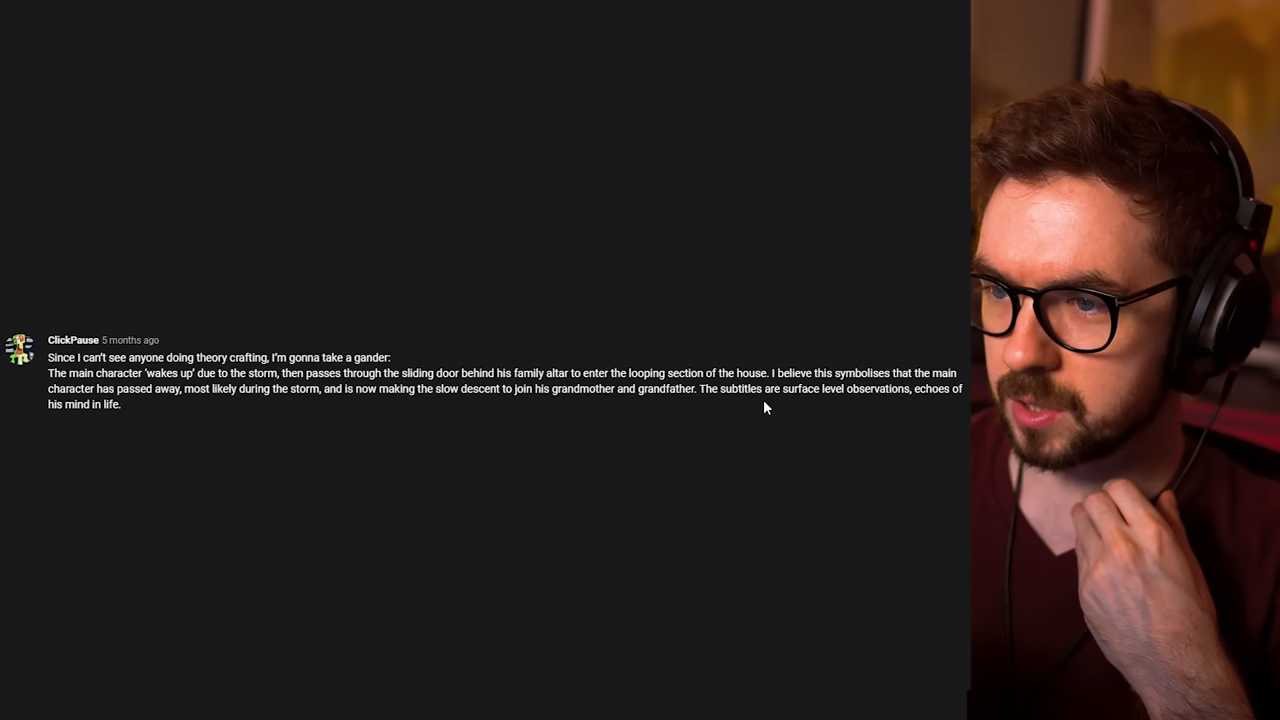 ClickPause 5 months ago
Since I can't see anyone doing theory crafting, I'm gonna take a gander:
The main character 'wakes up' due to the storm, then passes through the sliding door behind his family altar to enter the looping section of the house. I believe this symbolises that the main
character has passed away, most likely during the storm, and is now making the slow descent to join his grandmother and grandfather. The subtitles are surface level observations, echoes of
his mind in life.